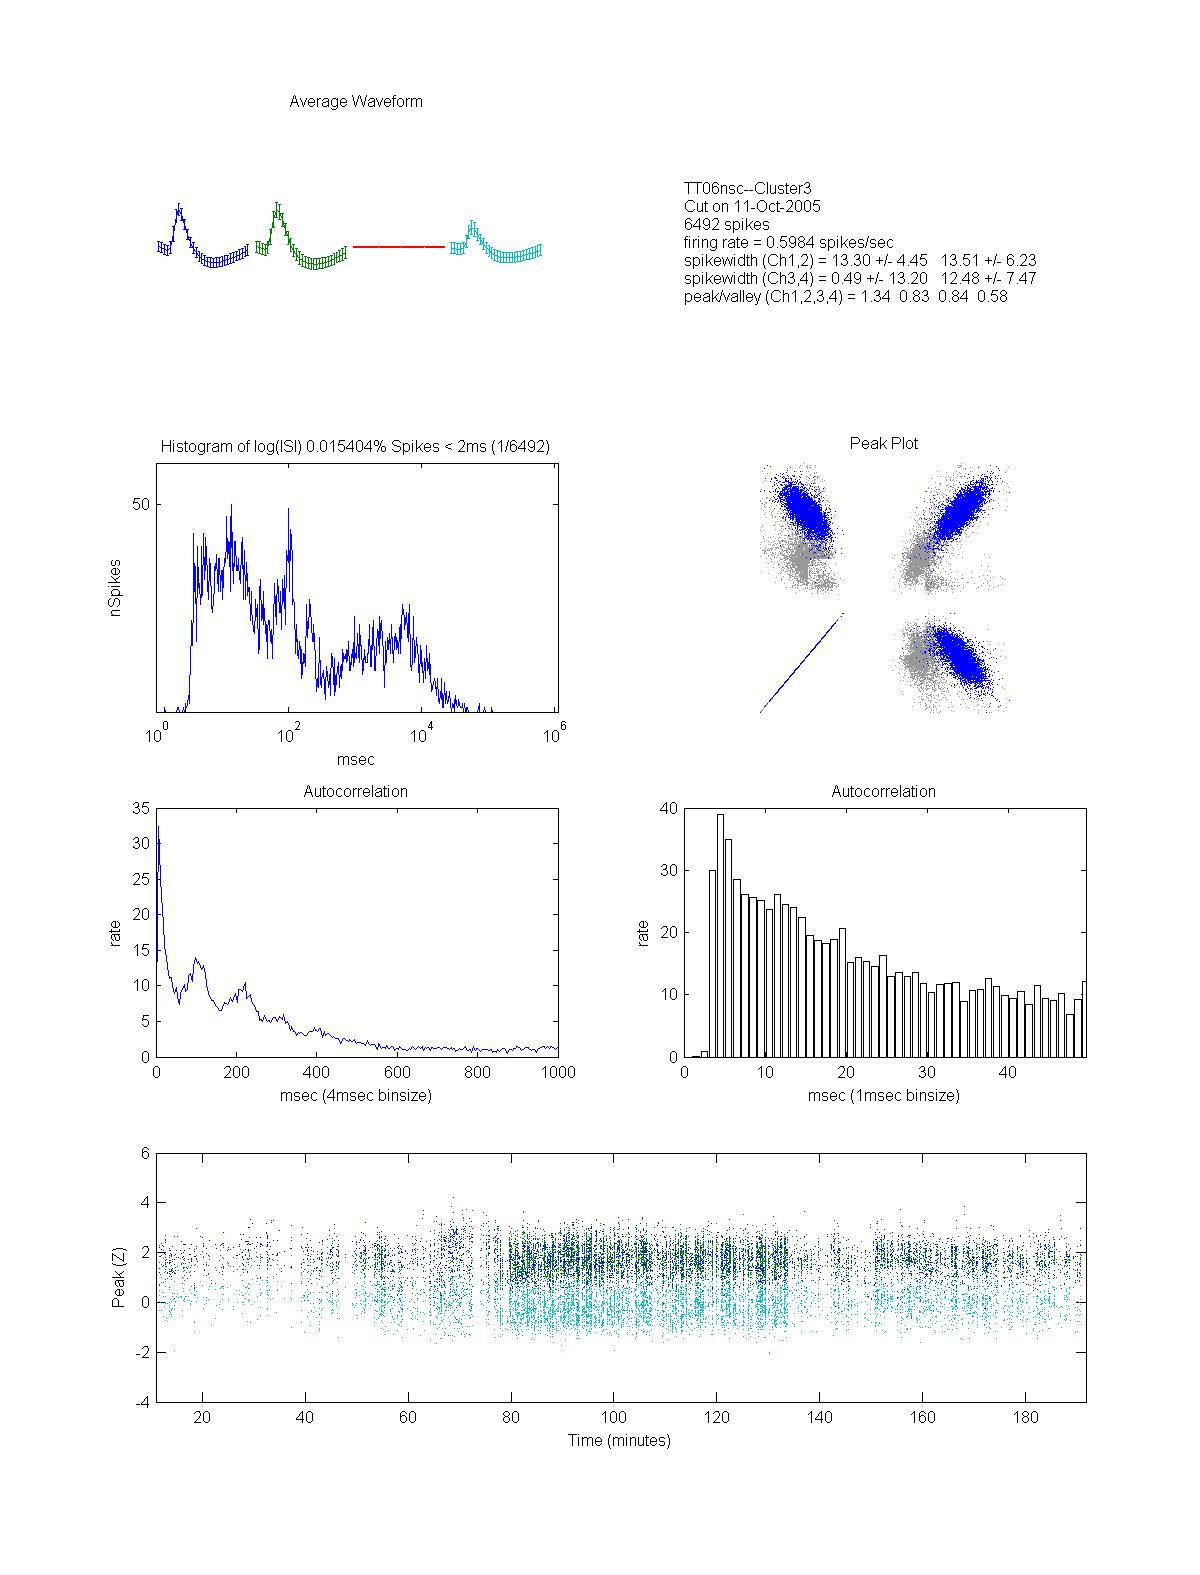 Average Waveform
TT06nsc--Cluster3
Cut on 11-Oct-2005
6492 spikes
firing rate = 0.5984 spikes/sec
spikewidth (Ch1,2) = 13.30 +/- 4.45 13.51 +/- 6.23
spikewidth (Ch3,4) = 0.49 +/- 13.20 12.48 +/- 7.47
peak/valley (Ch1,2,3,4) = 1.34 0.83 0.84 0.58
Histogram of log(ISI) 0.015404% Spikes < 2ms (1/6492)
50
nSpikes
10^0 10^2 10^4 10^6
msec
Peak Plot
Autocorrelation
35
30
25
20
15
10
5
0
rate
0 200 400 600 800 1000
msec (4msec binsize)
Autocorrelation
40
30
20
10
0
rate
0 10 20 30 40
msec (1msec binsize)
6
4
2
0
-2
-4
Peak (Z)
20 40 60 80 100 120 140 160 180
Time (minutes)